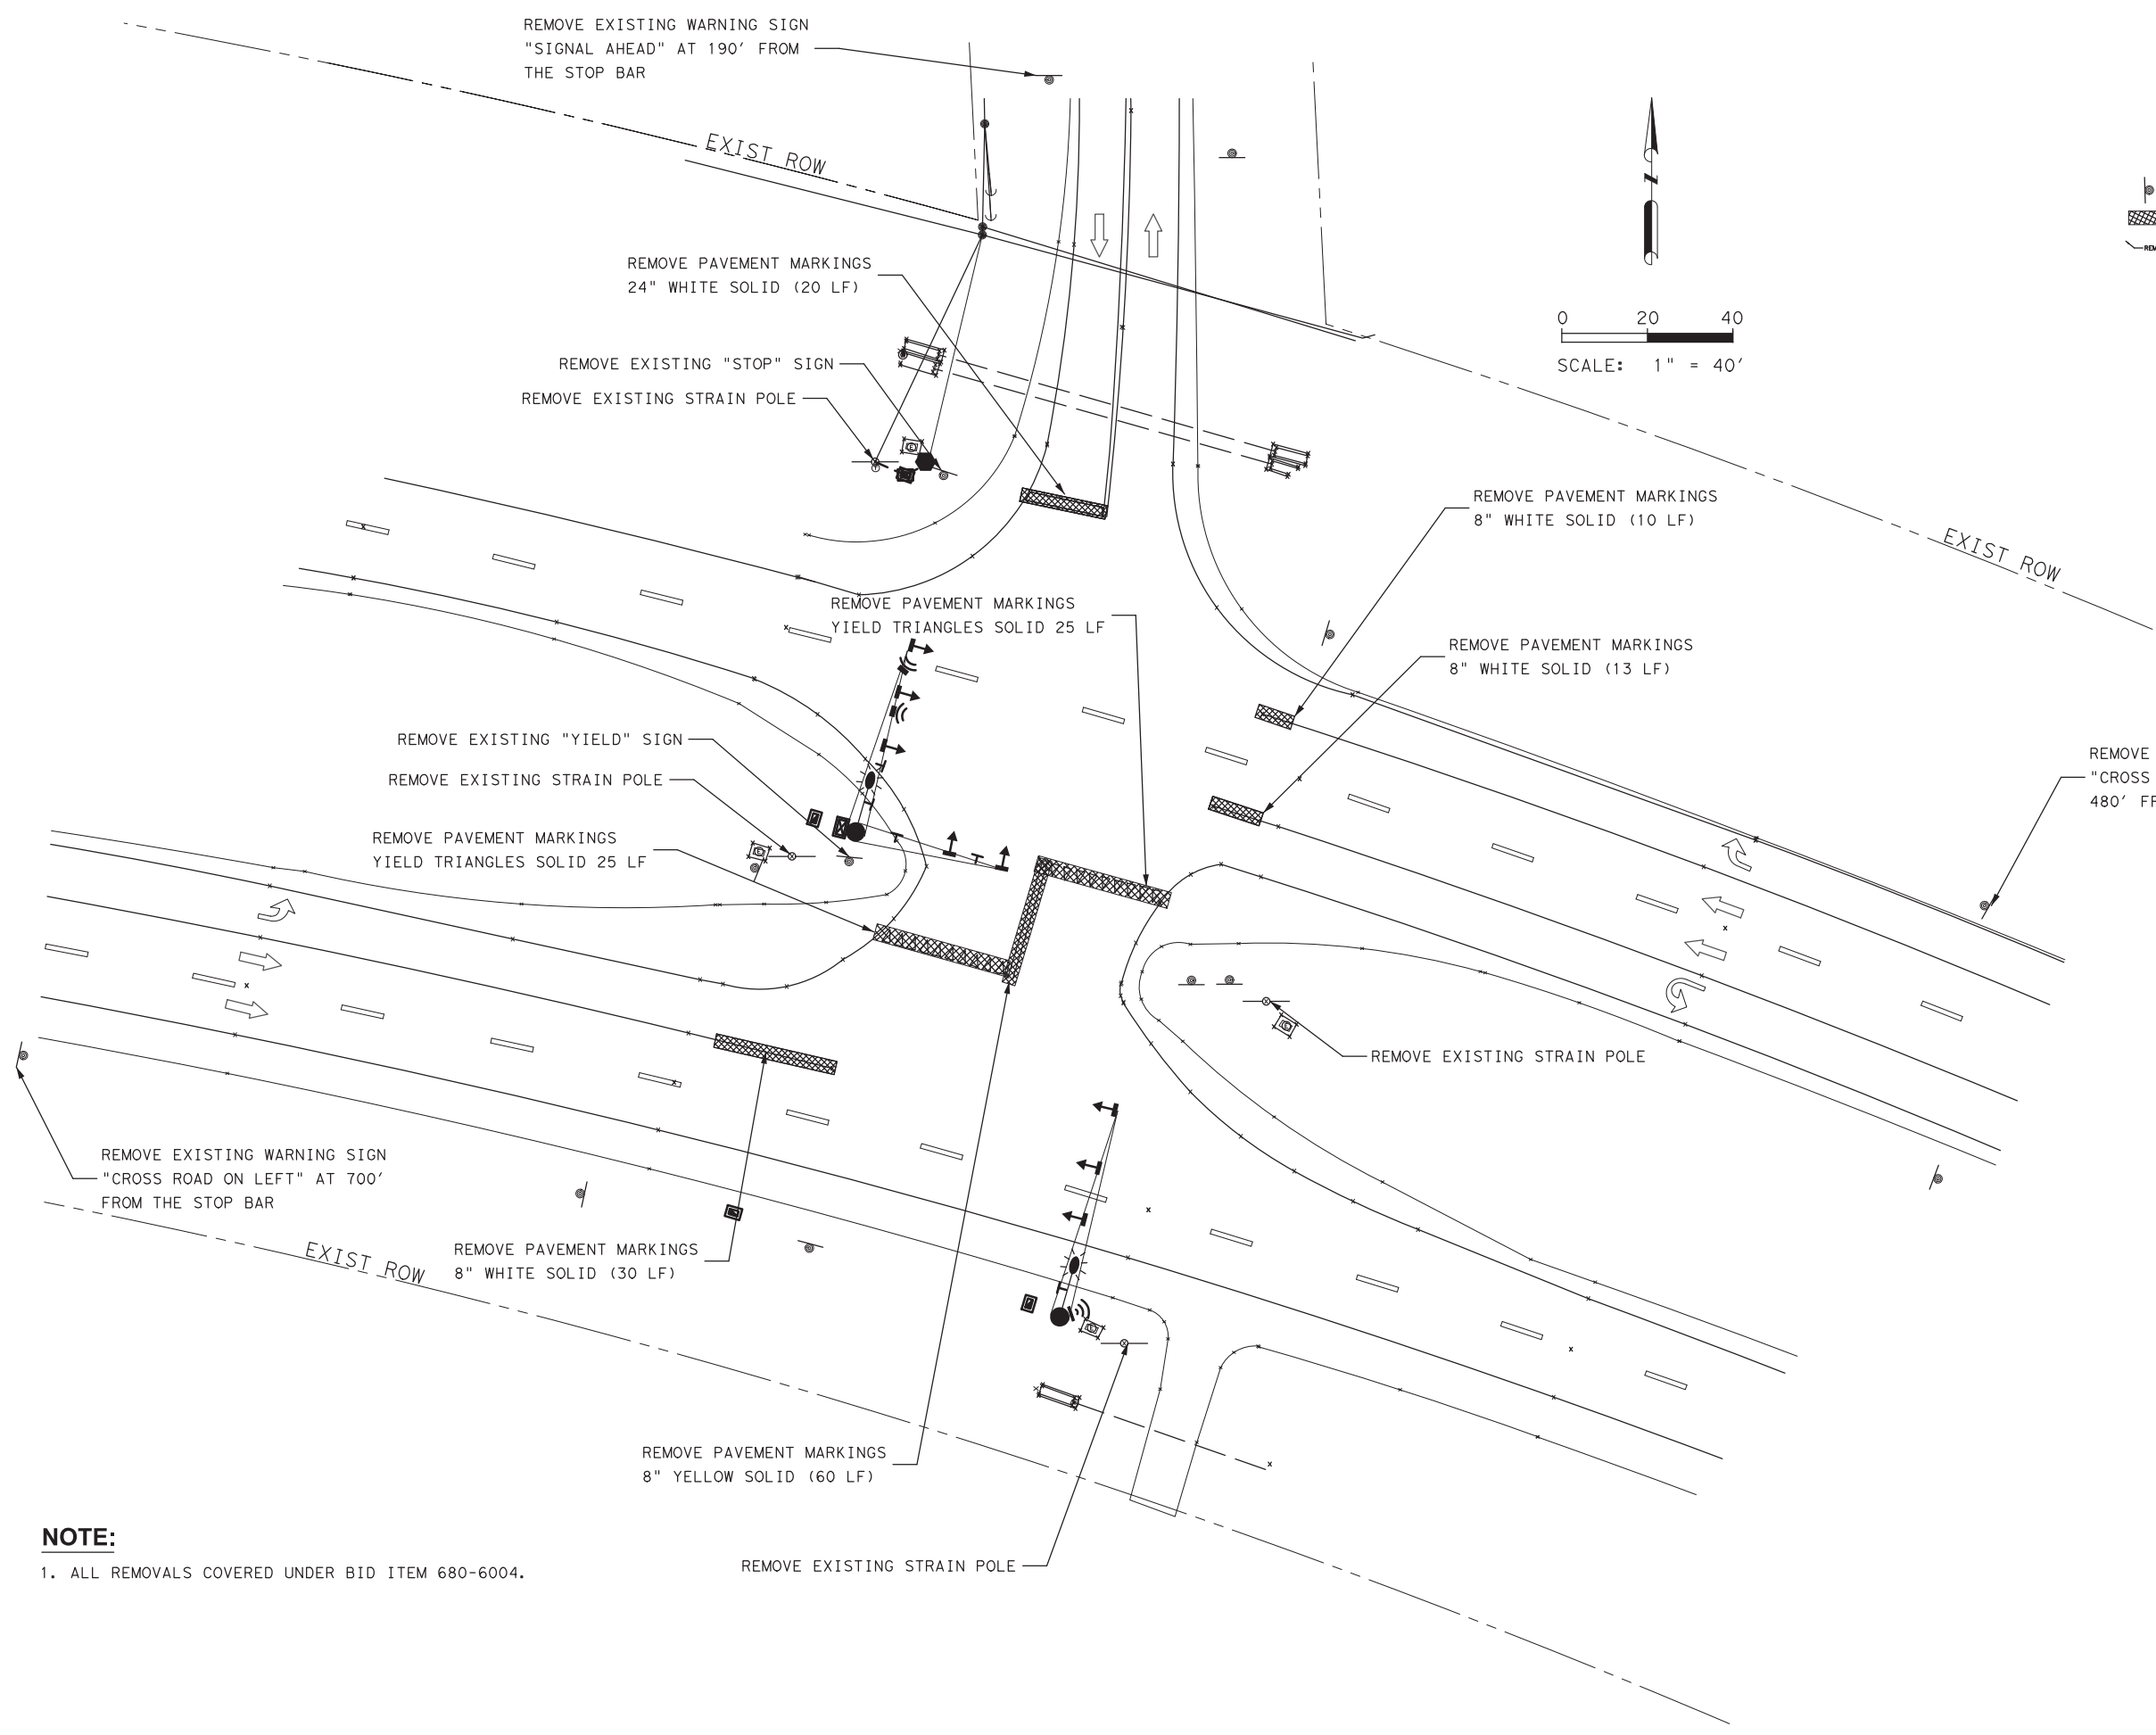 REMOVE EXISTING WARNING SIGN
"SIGNAL AHEAD" AT 190' FROM
THE STOP BAR
EXIST ROW
REMOVE PAVEMENT MARKINGS
24" WHITE SOLID (20 LF)
0 20 40
SCALE: 1" = 40'
REMOVE EXISTING "STOP" SIGN
REMOVE EXISTING STRAIN POLE
REMOVE PAVEMENT MARKINGS
8" WHITE SOLID (10 LF)
EXIST ROW
REMOVE PAVEMENT MARKINGS
YIELD TRIANGLES SOLID 25 LF
REMOVE PAVEMENT MARKINGS
8" WHITE SOLID (13 LF)
REMOVE EXISTING "YIELD" SIGN
REMOVE EXISTING STRAIN POLE
REMOVE
"CROSS
480'
REMOVE PAVEMENT MARKINGS
YIELD TRIANGLES SOLID 25 LF
REMOVE EXISTING STRAIN POLE
REMOVE EXISTING WARNING SIGN
"CROSS ROAD ON LEFT" AT 700'
FROM THE STOP BAR
EXIST ROW
REMOVE PAVEMENT MARKINGS
8" WHITE SOLID (30 LF)
REMOVE PAVEMENT MARKINGS
8" YELLOW SOLID (60 LF)
REMOVE EXISTING STRAIN POLE
NOTE:
1. ALL REMOVALS COVERED UNDER BID ITEM 680-6004.